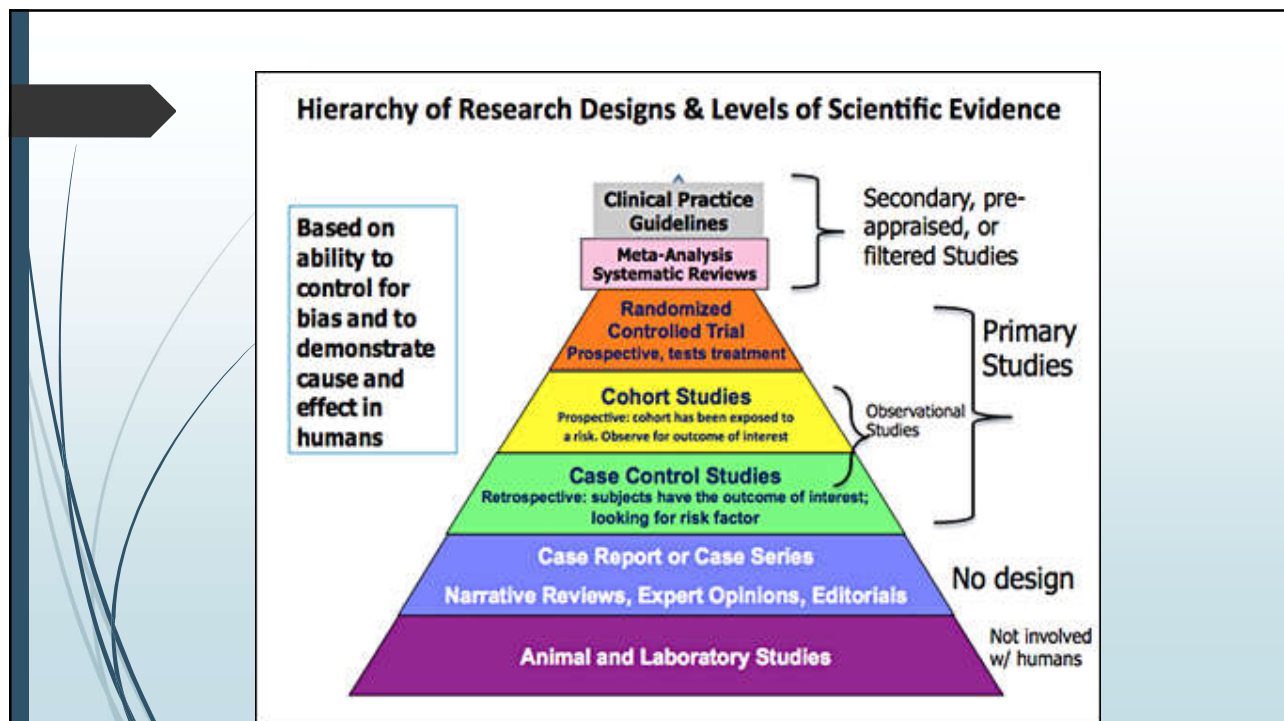 Hierarchy of Research Designs & Levels of Scientific Evidence
Based on
ability to
control for
bias and to
demonstrate
cause and
effect in
humans
Clinical Practice
Guidelines
Meta-Analysis
Systematic Reviews
Secondary, pre-
appraised, or
filtered Studies
Randomized
Controlled Trial
Prospective, tests treatment
Cohort Studies
Prospective: cohort has been exposed to
a risk. Observe for outcome of interest
Case Control Studies
Retrospective: subjects have the outcome of interest;
looking for risk factor
Observational
Studies
Primary
Studies
Case Report or Case Series
Narrative Reviews, Expert Opinions, Editorials
No design
Animal and Laboratory Studies
Not involved
w/ humans